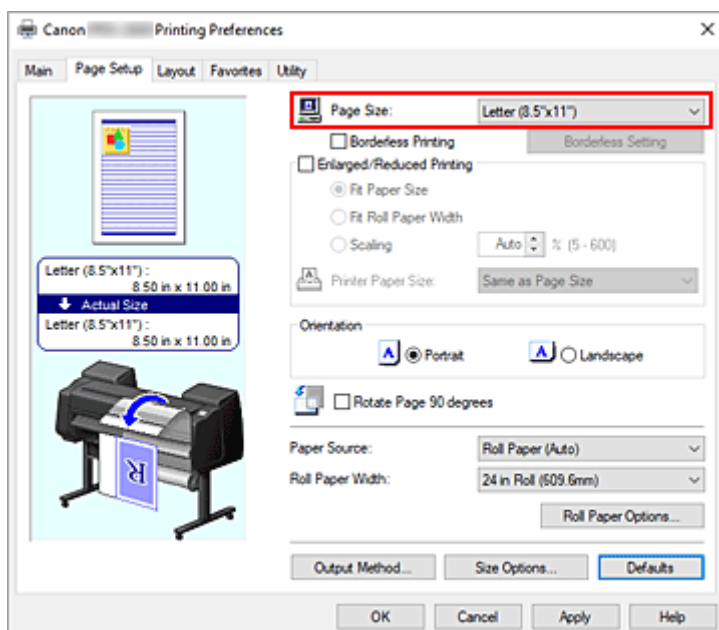 Canon Printing Preferences
Main Page Setup Layout Favorites Utility
Page Size: Letter (8.5"x11")
Borderless Printing Borderless Setting
Enlarged/Reduced Printing
Fit Paper Size
Fit Roll Paper Width
Scaling Auto % (5 - 600)
Printer Paper Size: Same as Page Size
Letter (8.5"x11") :
8.50 in x 11.00 in
Actual Size
Letter (8.5"x11") :
8.50 in x 11.00 in
Orientation
A Portrait A Landscape
Rotate Page 90 degrees
R
Paper Source: Roll Paper (Auto)
Roll Paper Width: 24 in Roll (609.6mm)
Roll Paper Options...
Output Method... Size Options... Defaults
OK Cancel Apply Help